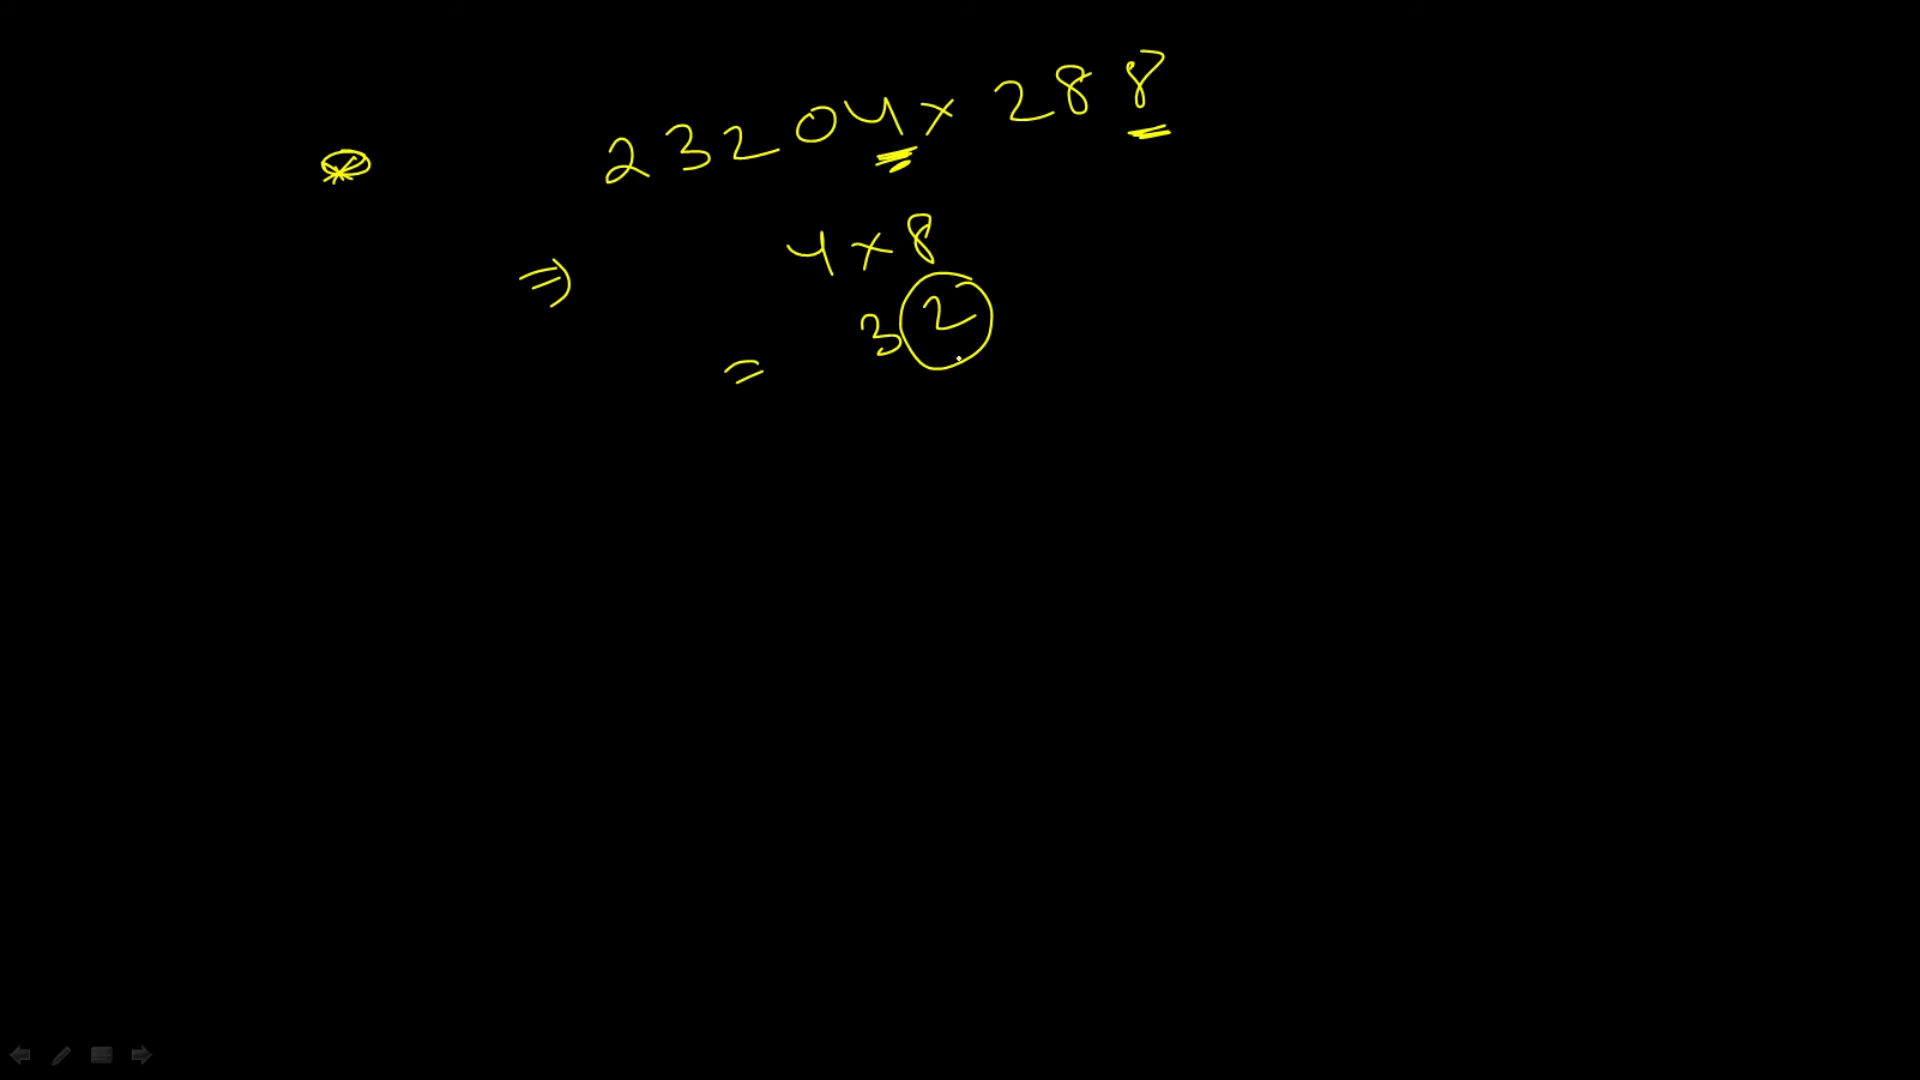 23204 x 288
⇒ 4 x 8
= 32